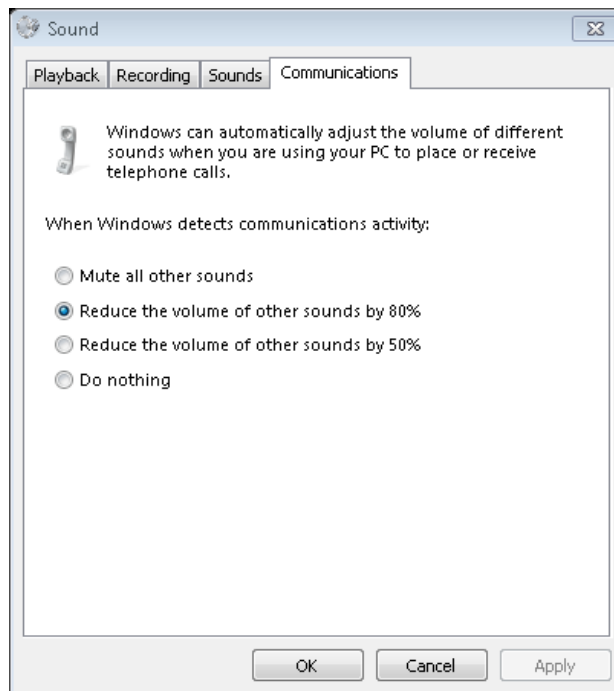 Sound
Playback Recording Sounds Communications
Windows can automatically adjust the volume of different
sounds when you are using your PC to place or receive
telephone calls.
When Windows detects communications activity:
Mute all other sounds
Reduce the volume of other sounds by 80%
Reduce the volume of other sounds by 50%
Do nothing
OK Cancel Apply